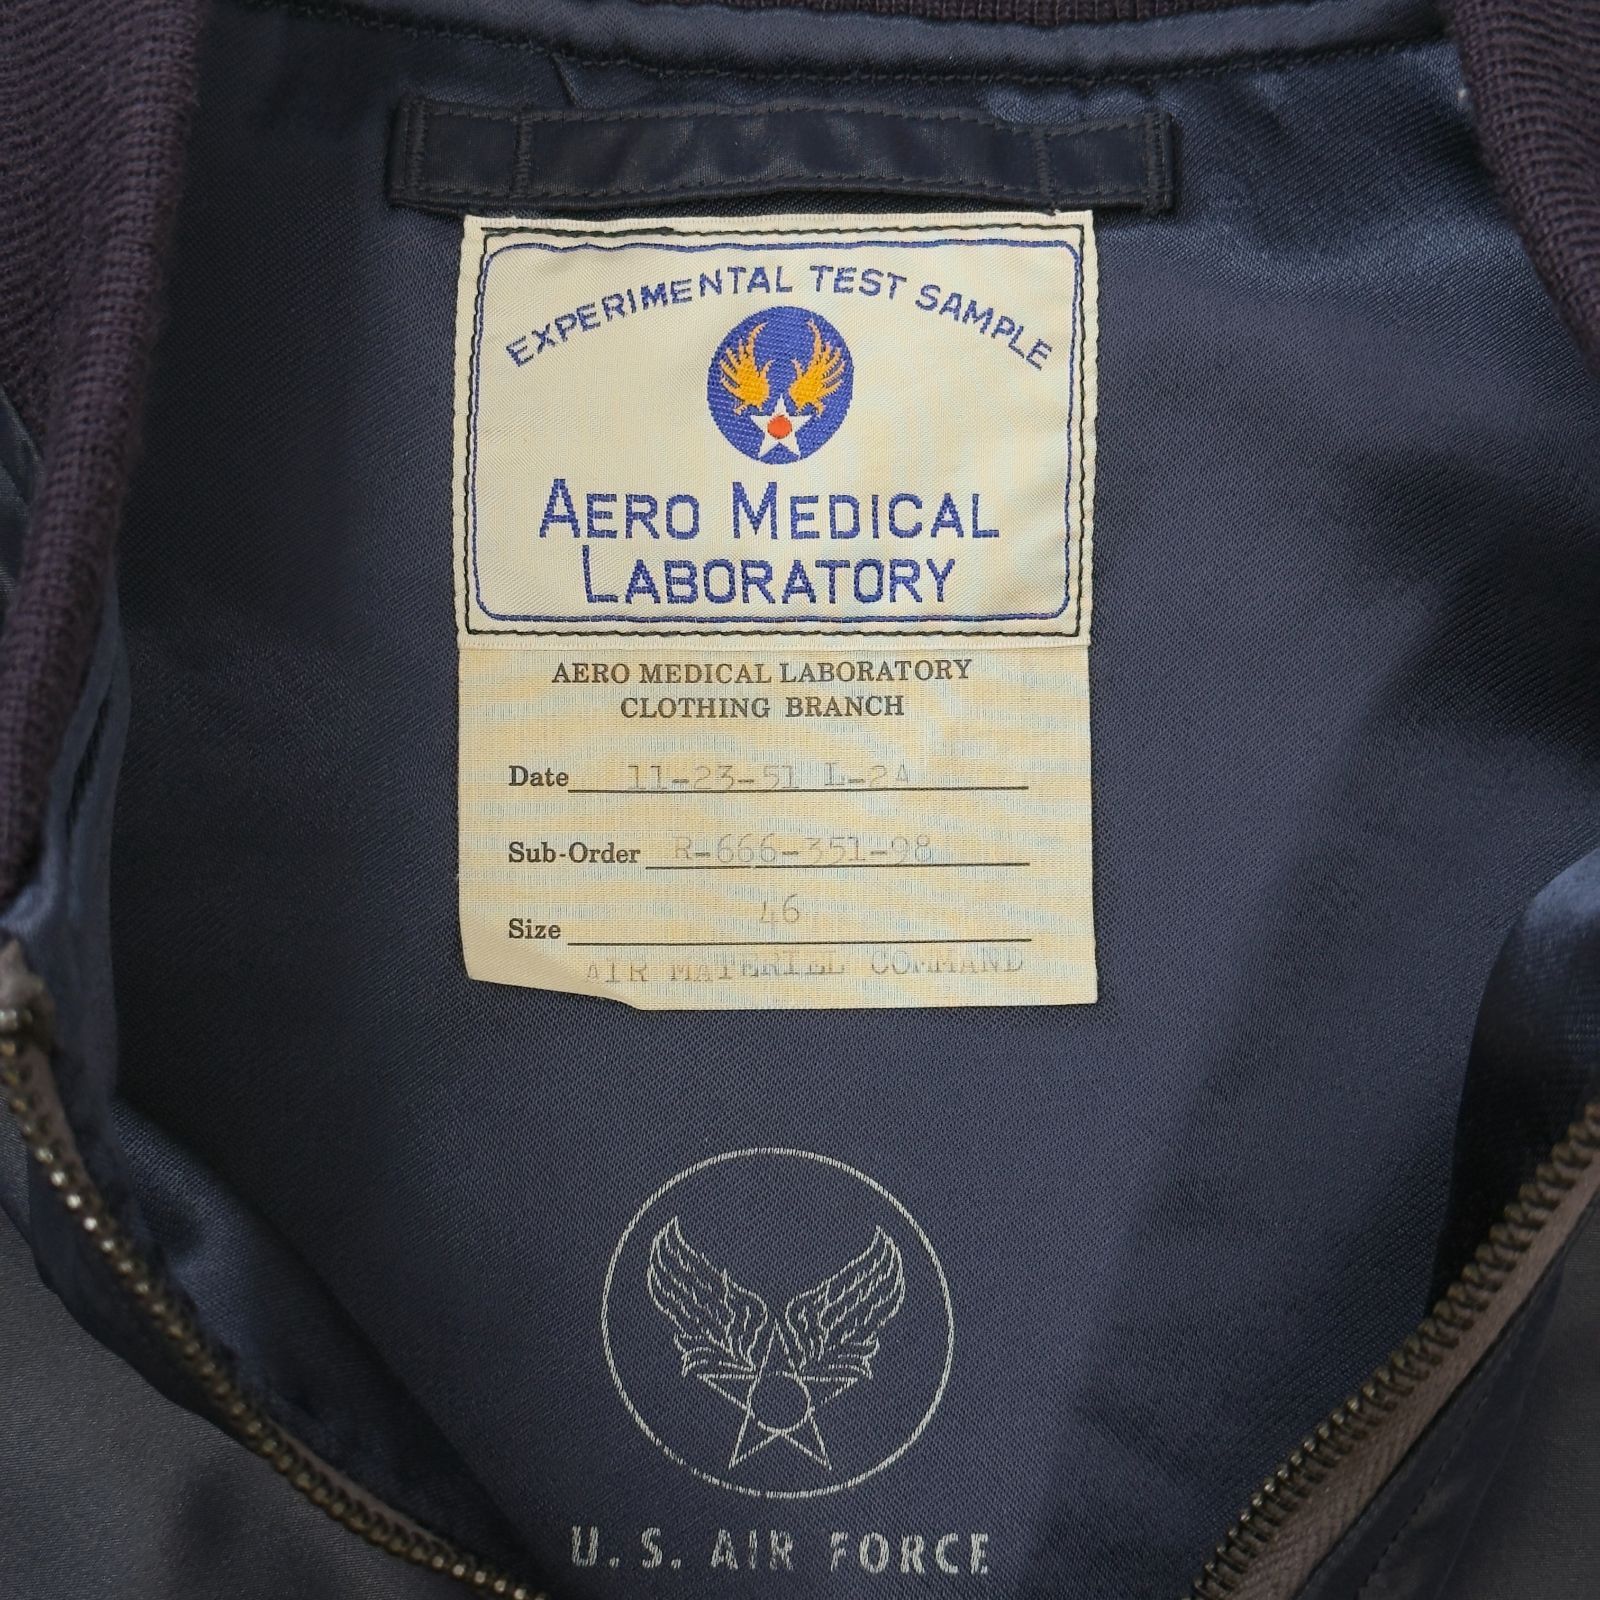 EXPERIMENTAL TEST SAMPLE
AERO MEDICAL
LABORATORY
AERO MEDICAL LABORATORY
CLOTHING BRANCH
Date 11-23-51 L-2A
Sub-Order R-666-351-98
Size 46
AIR MATERIEL COMMAND
U. S. AIR FORCE